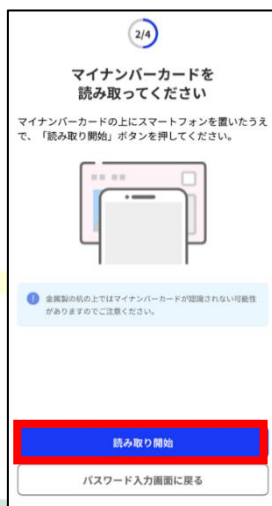 2/4
マイナンバーカードを
読み取ってください
マイナンバーカードの上にスマートフォンを置いたうえ
で、「読み取り開始」ボタンを押してください。
金属製の机の上ではマイナンバーカードが認識されない可能性
がありますのでご注意ください。
読み取り開始
パスワード入力画面に戻る